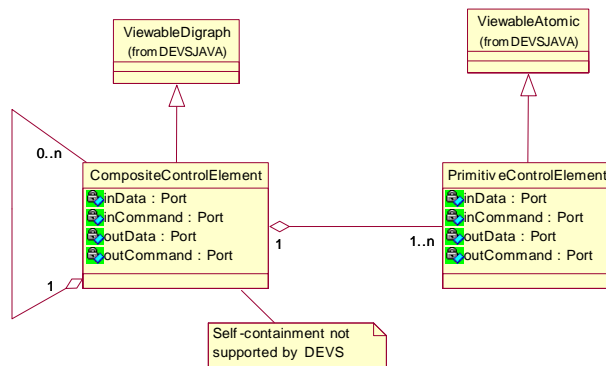 ViewableDigraph
(from DEVSJAVA)
ViewableAtomic
(from DEVSJAVA)
0..n
CompositeControlElement
inData : Port
inCommand : Port
outData : Port
outCommand : Port
1
1
1..n
PrimitiveControlElement
inData : Port
inCommand : Port
outData : Port
outCommand : Port
Self-containment not
supported by DEVS